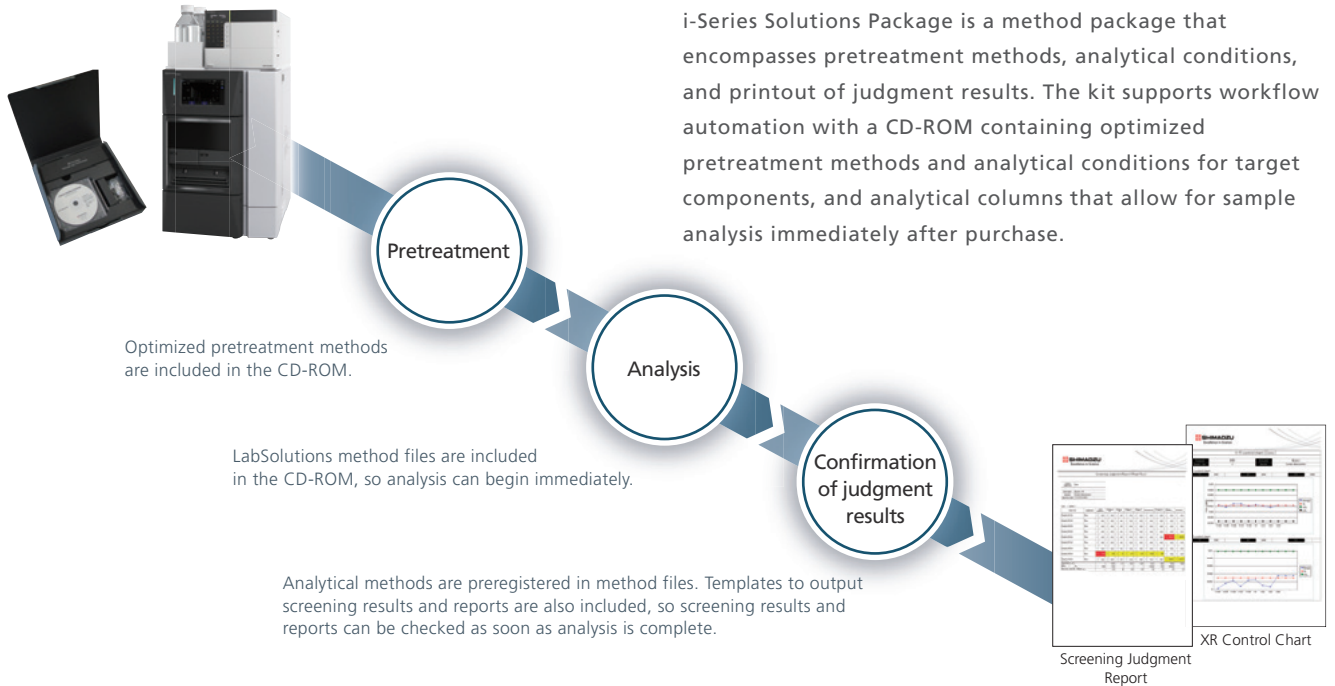 i-Series Solutions Package is a method package that
encompasses pretreatment methods, analytical conditions,
and printout of judgment results. The kit supports workflow
automation with a CD-ROM containing optimized
pretreatment methods and analytical conditions for target
components, and analytical columns that allow for sample
analysis immediately after purchase.
Pretreatment
Optimized pretreatment methods
are included in the CD-ROM.
Analysis
LabSolutions method files are included
in the CD-ROM, so analysis can begin immediately.
Confirmation
of judgment
results
Analytical methods are preregistered in method files. Templates to output
screening results and reports are also included, so screening results and
reports can be checked as soon as analysis is complete.
SHIMADZU
SHIMADZU
Screening Judgment
Report
XR Control Chart